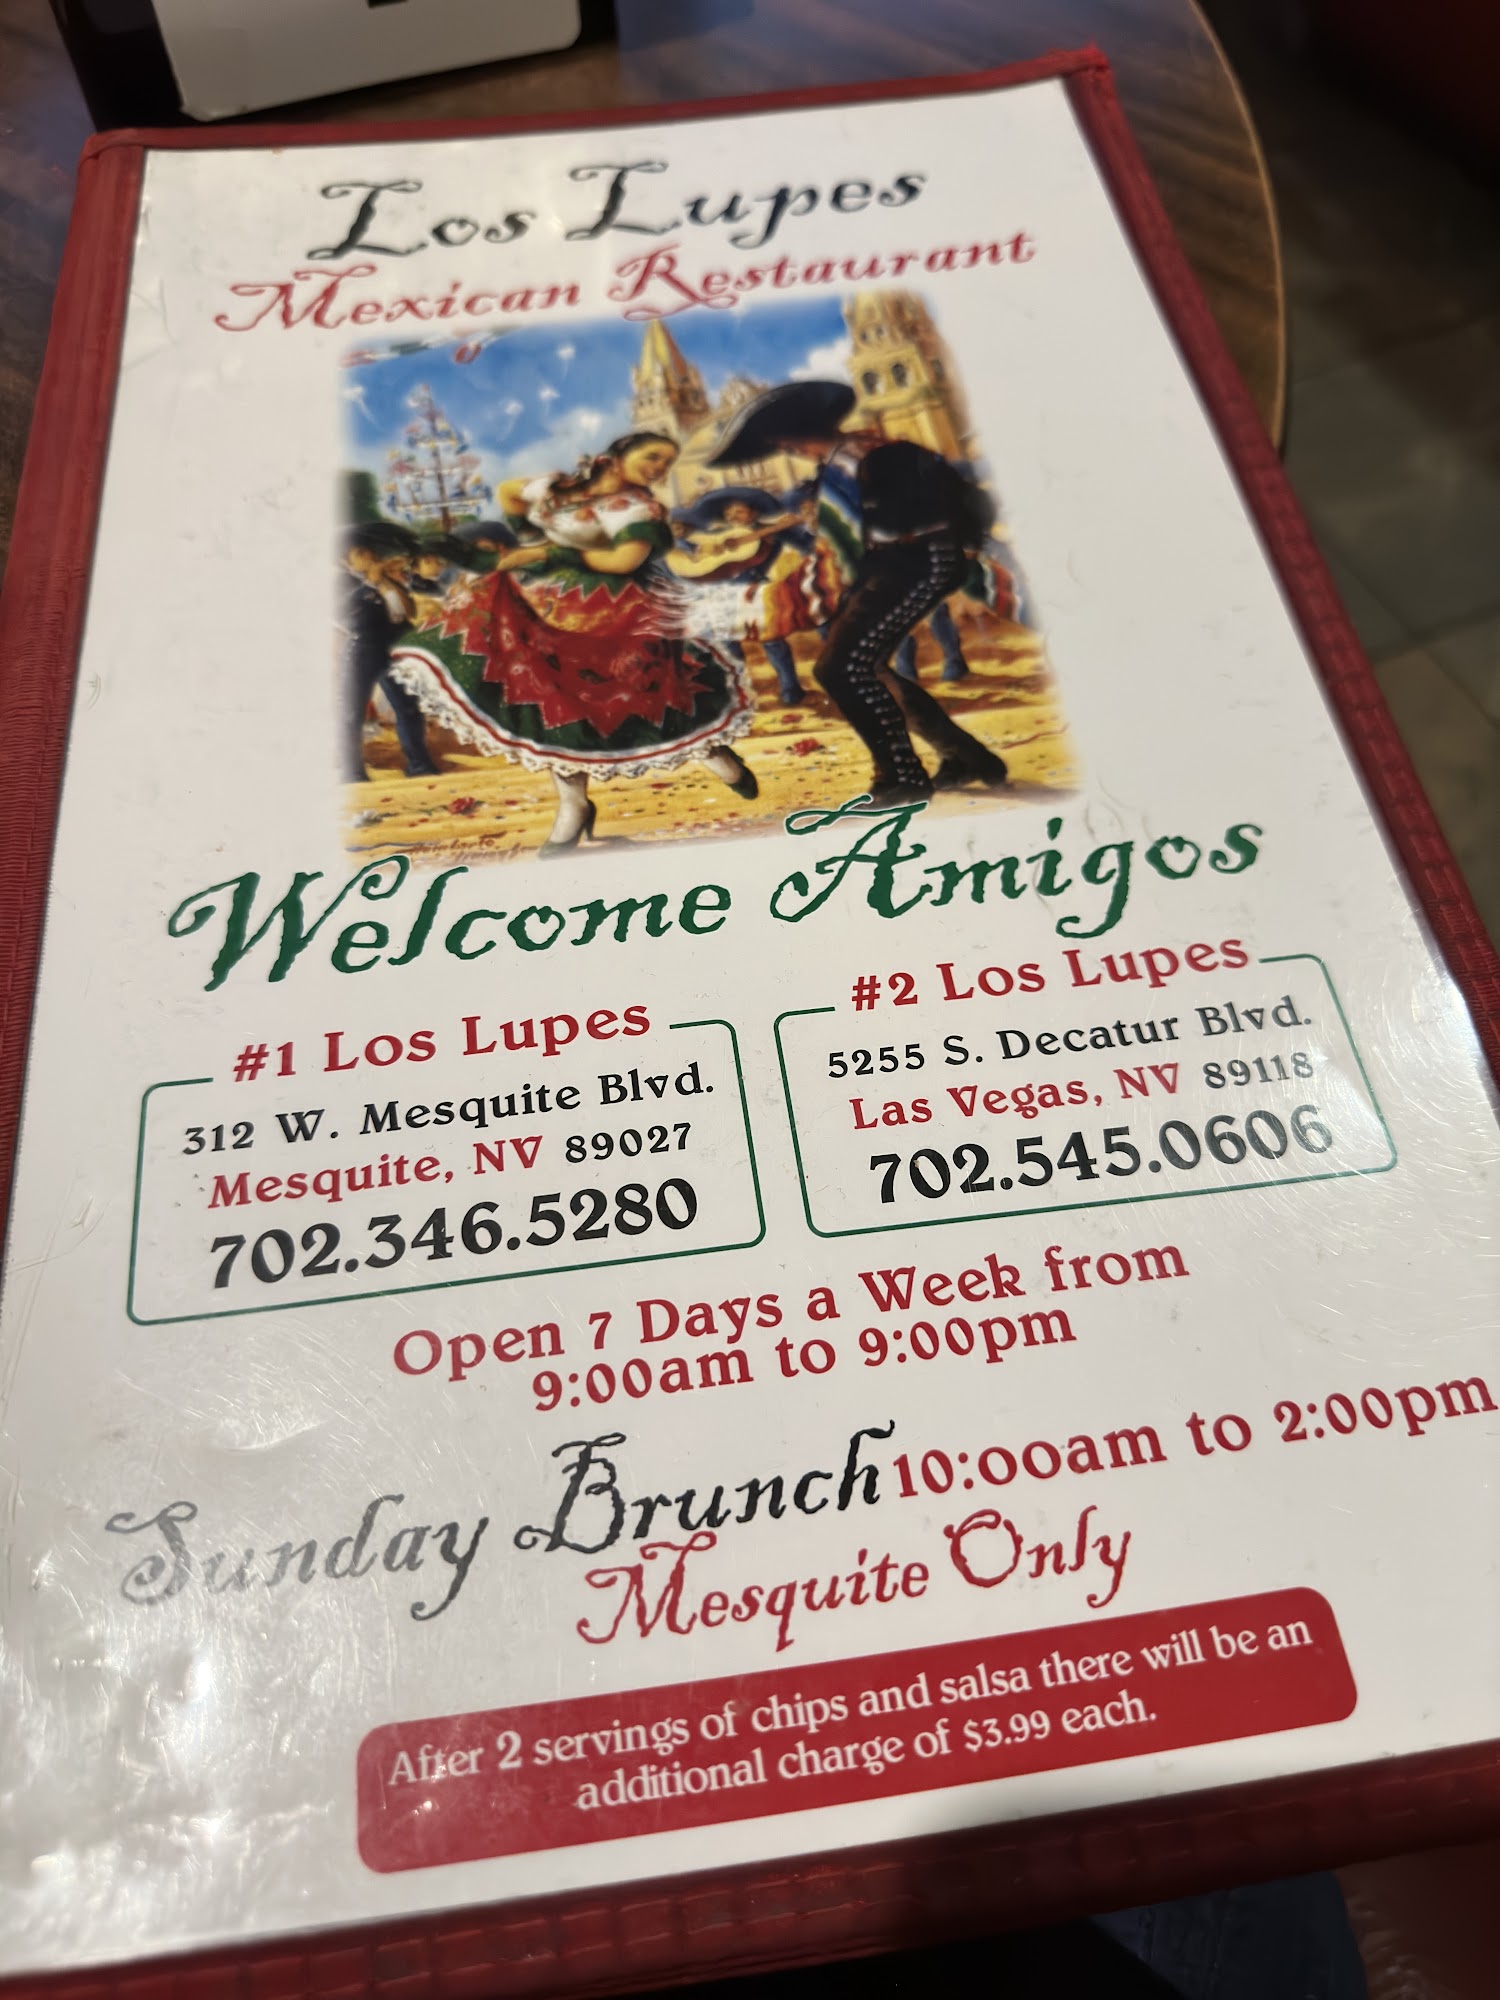 Los Lupes
Mexican Restaurant
Welcome Amigos
#1 Los Lupes
312 W. Mesquite Blvd.
Mesquite, NV 89027
702.346.5280
#2 Los Lupes
5255 S. Decatur Blvd.
Las Vegas, NV 89118
702.545.0606
Open 7 Days a Week from
9:00am to 9:00pm
Sunday Brunch 10:00am to 2:00pm
Mesquite Only
After 2 servings of chips and salsa there will be an
additional charge of $3.99 each.